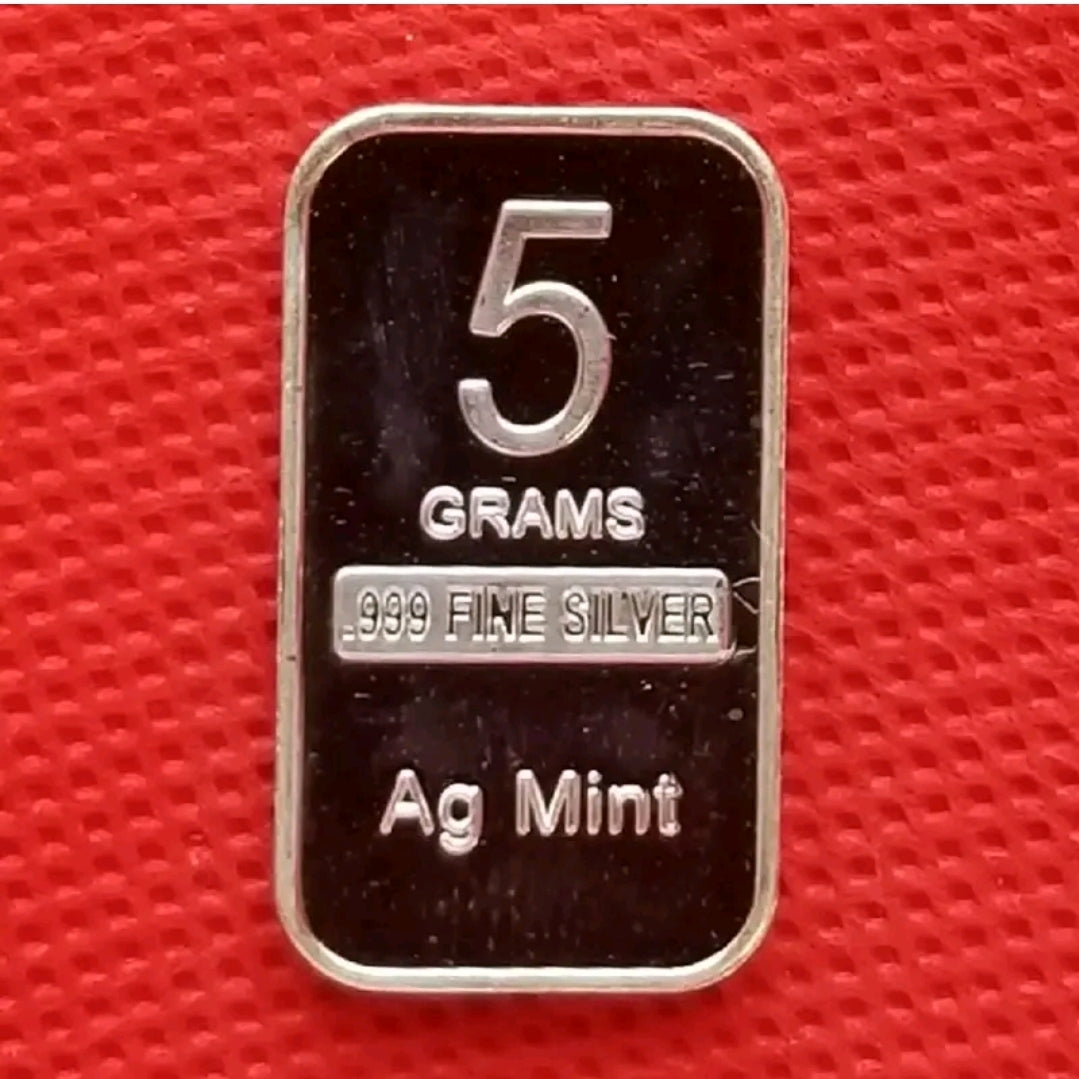 5
GRAMS
.999 FINE SILVER
Ag Mint